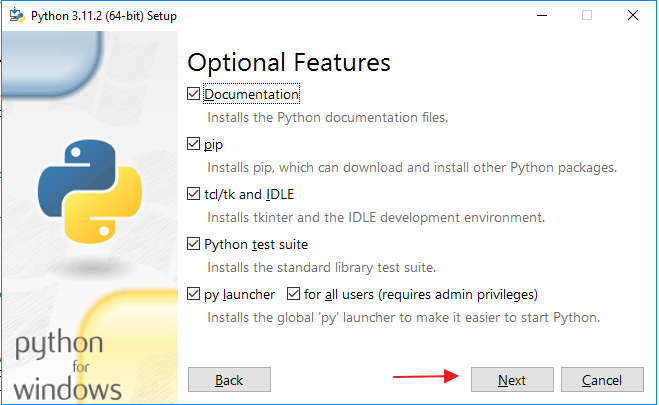 Python 3.11.2 (64-bit) Setup
Optional Features
Documentation
Installs the Python documentation files.
pip
Installs pip, which can download and install other Python packages.
tcl/tk and IDLE
Installs tkinter and the IDLE development environment.
Python test suite
Installs the standard library test suite.
py launcher for all users (requires admin privileges)
Installs the global 'py' launcher to make it easier to start Python.
python
for
windows
Back Next Cancel